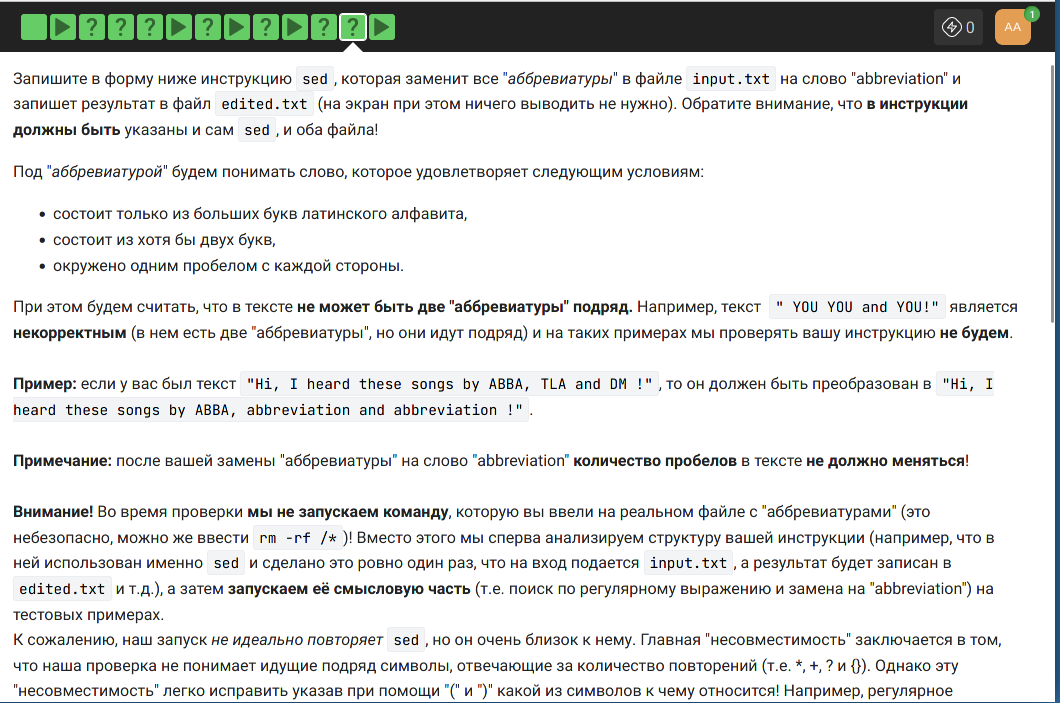 ? ? ? ? ? ? ?
0
AA
1
Запишите в форму ниже инструкцию sed, которая заменит все "аббревиатуры" в файле input.txt на слово "abbreviation" и
запишет результат в файл edited.txt (на экран при этом ничего выводить не нужно). Обратите внимание, что в инструкции
должны быть указаны и сам sed, и оба файла!
Под "аббревиатурой" будем понимать слово, которое удовлетворяет следующим условиям:
• состоит только из больших букв латинского алфавита,
• состоит из хотя бы двух букв,
• окружено одним пробелом с каждой стороны.
При этом будем считать, что в тексте не может быть две "аббревиатуры" подряд. Например, текст " YOU YOU and YOU!" является
некорректным (в нем есть две "аббревиатуры", но они идут подряд) и на таких примерах мы проверять вашу инструкцию не будем.
Пример: если у вас был текст "Hi, I heard these songs by ABBA, TLA and DM !", то он должен быть преобразован в "Hi, I
heard these songs by ABBA, abbreviation and abbreviation !".
Примечание: после вашей замены "аббревиатуры" на слово "abbreviation" количество пробелов в тексте не должно меняться!
Внимание! Во время проверки мы не запускаем команду, которую вы ввели на реальном файле с "аббревиатурами" (это
небезопасно, можно же ввести rm -rf /*)! Вместо этого мы сперва анализируем структуру вашей инструкции (например, что в
ней использован именно sed и сделано это ровно один раз, что на вход подается input.txt, а результат будет записан в
edited.txt и т.д.), а затем запускаем её смысловую часть (т.е. поиск по регулярному выражению и замена на "abbreviation") на
тестовых примерах.
К сожалению, наш запуск не идеально повторяет sed, но он очень близок к нему. Главная "несовместимость" заключается в том,
что наша проверка не понимает идущие подряд символы, отвечающие за количество повторений (т.е. *, +, ? и {}). Однако эту
"несовместимость" легко исправить указав при помощи "(" и ")" какой из символов к чему относится! Например, регулярное